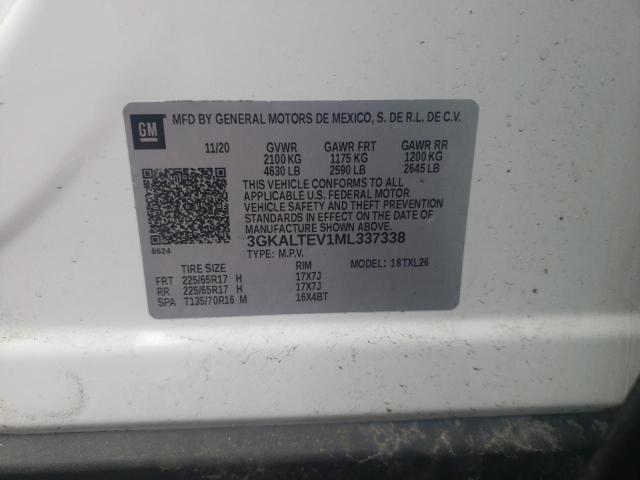 GM
MFD BY GENERAL MOTORS DE MEXICO, S. DE R.L. DE C.V.
11/20 GVWR GAWR FRT GAWR RR
2100 KG 1175 KG 1200 KG
4630 LB 2590 LB 2645 LB
THIS VEHICLE CONFORMS TO ALL
APPLICABLE U.S. FEDERAL MOTOR
VEHICLE SAFETY AND THEFT PREVENTION
STANDARDS IN EFFECT ON THE DATE OF
MANUFACTURE SHOWN ABOVE.
3GKALTEV1ML337338
8624
TYPE: M.P.V. MODEL: 18TXL26
TIRE SIZE RIM
FRT 225/65R17 H 17X7J
RR 225/65R17 H 17X7J
SPA T135/70R16 M 16X4BT